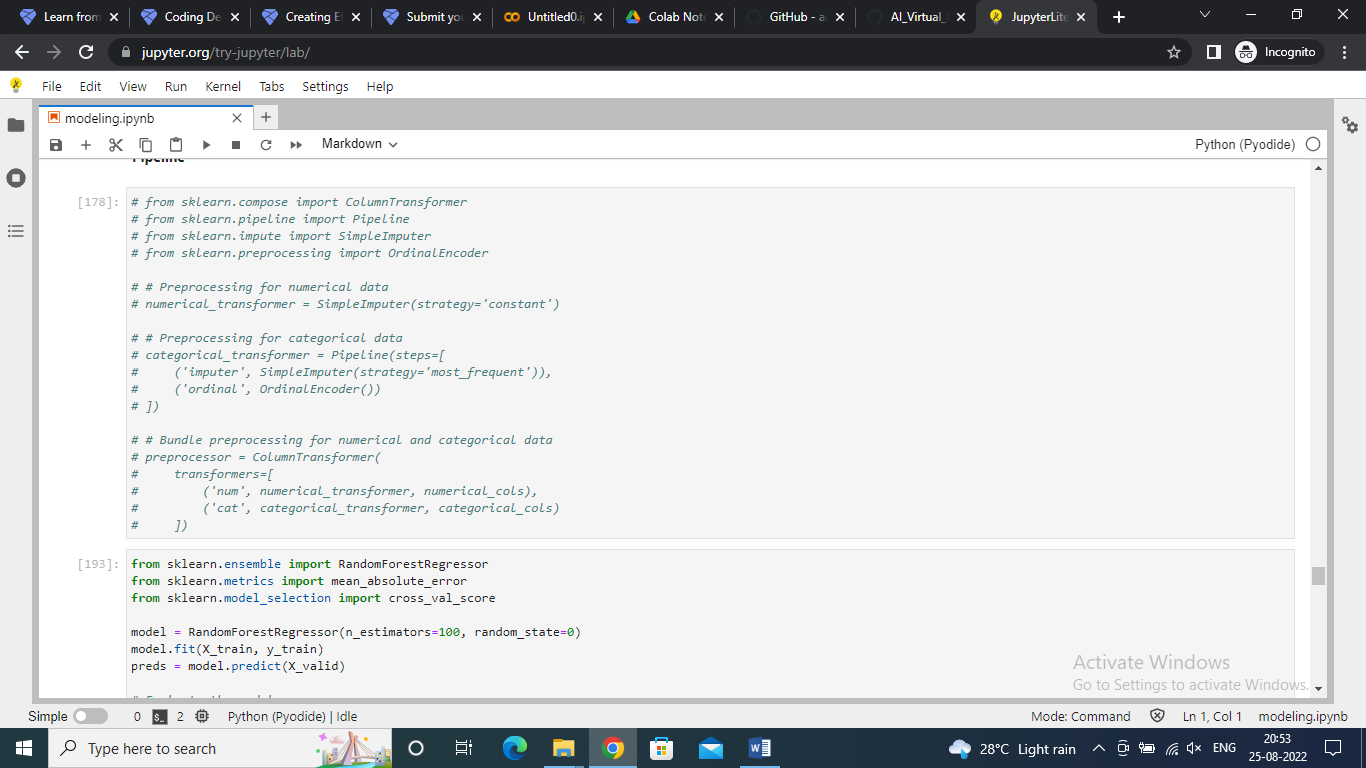 Learn from
Coding De
Creating E
Submit yo
Untitled0.i
Colab Not
GitHub - a
AI_Virtual_
JupyterLite
jupyter.org/try-jupyter/lab/
Incognito
File Edit View Run Kernel Tabs Settings Help
modeling.ipynb
Markdown
Python (Pyodide)
Pipeline
[178]:
# from sklearn.compose import ColumnTransformer
# from sklearn.pipeline import Pipeline
# from sklearn.impute import SimpleImputer
# from sklearn.preprocessing import OrdinalEncoder
# # Preprocessing for numerical data
# numerical_transformer = SimpleImputer(strategy='constant')
# # Preprocessing for categorical data
# categorical_transformer = Pipeline(steps=[
#     ('imputer', SimpleImputer(strategy='most_frequent')),
#     ('ordinal', OrdinalEncoder())
# ])
# # Bundle preprocessing for numerical and categorical data
# preprocessor = ColumnTransformer(
#     transformers=[
#         ('num', numerical_transformer, numerical_cols),
#         ('cat', categorical_transformer, categorical_cols)
#     ])
[193]:
from sklearn.ensemble import RandomForestRegressor
from sklearn.metrics import mean_absolute_error
from sklearn.model_selection import cross_val_score
model = RandomForestRegressor(n_estimators=100, random_state=0)
model.fit(X_train, y_train)
preds = model.predict(X_valid)
Activate Windows
Go to Settings to activate Windows.
Simple 0 2 Python (Pyodide) | Idle
Mode: Command Ln 1, Col 1 modeling.ipynb
Type here to search
28°C Light rain
ENG
20:53
25-08-2022